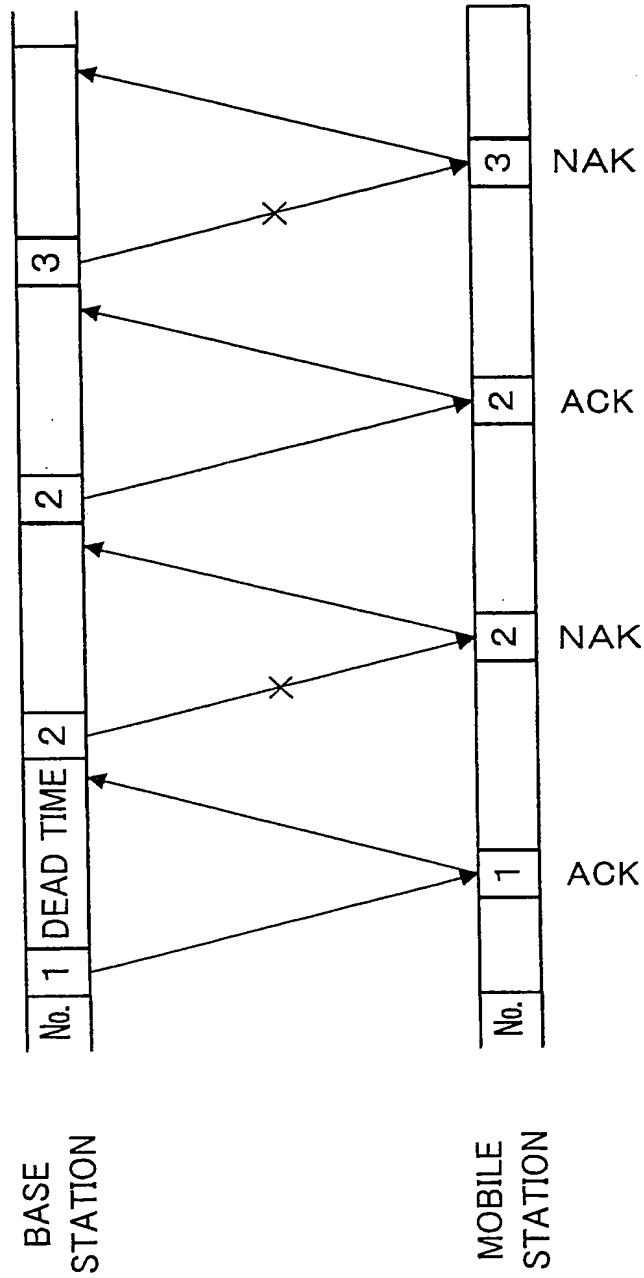 BASE
STATION
No. 1 DEAD TIME 2 2 3
MOBILE
STATION
No. 1 2 2 3
ACK NAK ACK NAK